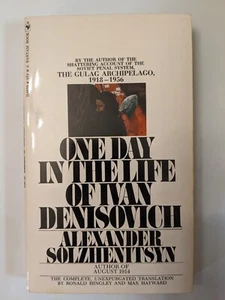 BY THE AUTHOR OF THE
SHATTERING ACCOUNT OF THE
SOVIET PENAL SYSTEM,
THE GULAG ARCHIPELAGO,
1918–1956
ONE DAY
IN THE LIFE
OF IVAN
DENISOVICH
ALEXANDER
SOLZHENITSYN
AUTHOR OF
AUGUST 1914
THE COMPLETE, UNEXPURGATED TRANSLATION
BY RONALD HINGLEY AND MAX HAYWARD